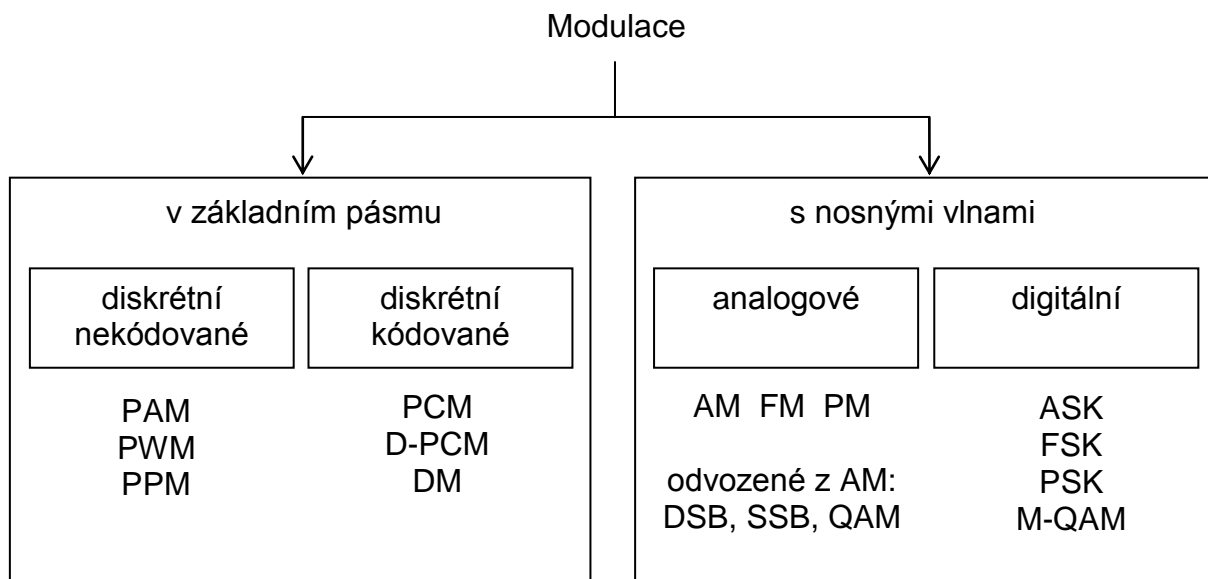 Modulace
v základním pásmu
diskrétní
nekódované
diskrétní
kódované
PAM
PWM
PPM
PCM
D-PCM
DM
s nosnými vlnami
analogové
digitální
AM FM PM
odvozené z AM:
DSB, SSB, QAM
ASK
FSK
PSK
M-QAM